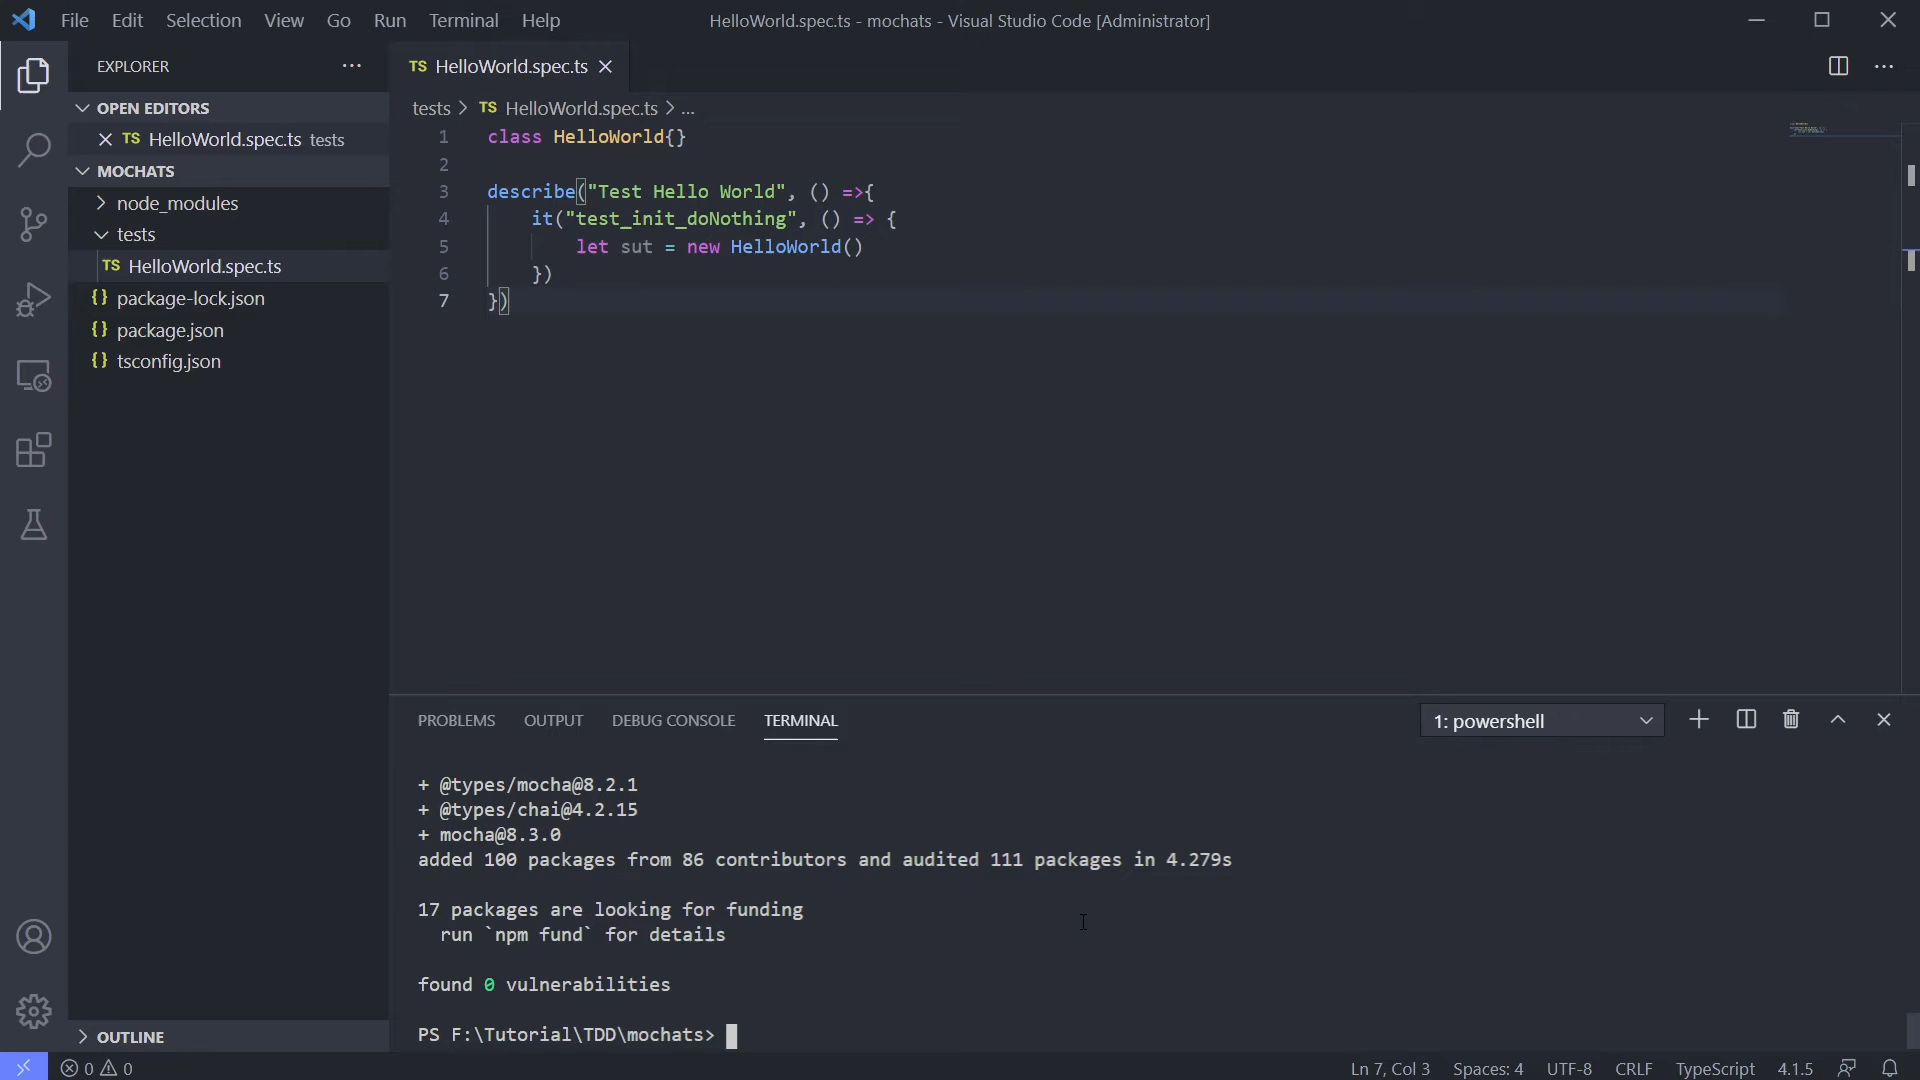 File Edit Selection View Go Run Terminal Help
HelloWorld.spec.ts - mochats - Visual Studio Code [Administrator]
EXPLORER
OPEN EDITORS
TS HelloWorld.spec.ts tests
MOCHATS
node_modules
tests
TS HelloWorld.spec.ts
{} package-lock.json
{} package.json
{} tsconfig.json
OUTLINE
TS HelloWorld.spec.ts
tests > TS HelloWorld.spec.ts > ...
1 class HelloWorld{}
2
3 describe("Test Hello World", () =>{
4 it("test_init_doNothing", () => {
5 let sut = new HelloWorld()
6 })
7 })
PROBLEMS OUTPUT DEBUG CONSOLE TERMINAL
1: powershell
+ @types/mocha@8.2.1
+ @types/chai@4.2.15
+ mocha@8.3.0
added 100 packages from 86 contributors and audited 111 packages in 4.279s
17 packages are looking for funding
run `npm fund` for details
found 0 vulnerabilities
PS F:\Tutorial\TDD\mochats>
0 0
Ln 7, Col 3 Spaces: 4 UTF-8 CRLF TypeScript 4.1.5